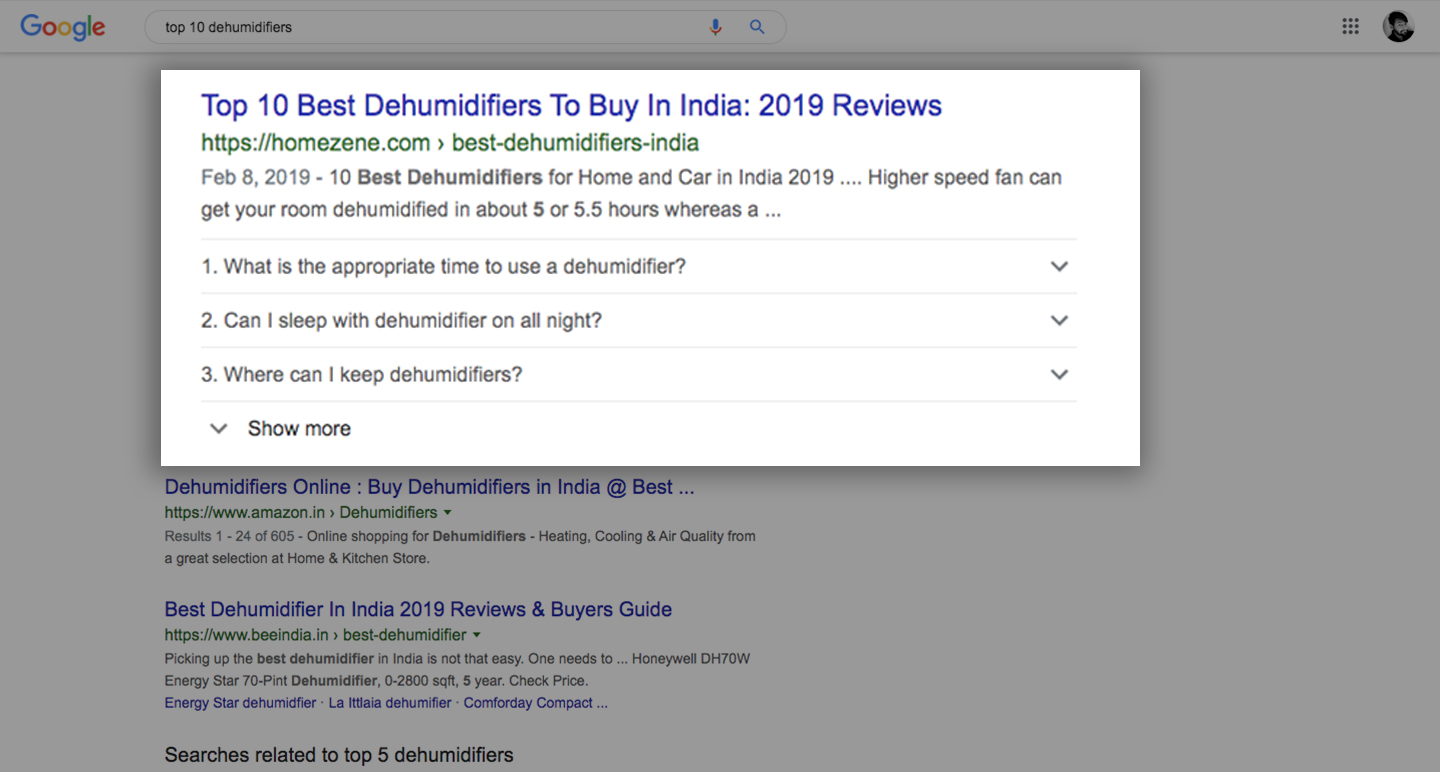 Google
top 10 dehumidifiers
Top 10 Best Dehumidifiers To Buy In India: 2019 Reviews
https://homezene.com › best-dehumidifiers-india
Feb 8, 2019 - 10 Best Dehumidifiers for Home and Car in India 2019 .... Higher speed fan can
get your room dehumidified in about 5 or 5.5 hours whereas a ...
1. What is the appropriate time to use a dehumidifier?
2. Can I sleep with dehumidifier on all night?
3. Where can I keep dehumidifiers?
Show more
Dehumidifiers Online : Buy Dehumidifiers in India @ Best ...
https://www.amazon.in › Dehumidifiers
Results 1 - 24 of 605 - Online shopping for Dehumidifiers - Heating, Cooling & Air Quality from
a great selection at Home & Kitchen Store.
Best Dehumidifier In India 2019 Reviews & Buyers Guide
https://www.beeindia.in › best-dehumidifier
Picking up the best dehumidifier in India is not that easy. One needs to ... Honeywell DH70W
Energy Star 70-Pint Dehumidifier, 0-2800 sqft, 5 year. Check Price.
Energy Star dehumidfier · La Ittlaia dehumifier · Comforday Compact ...
Searches related to top 5 dehumidifiers